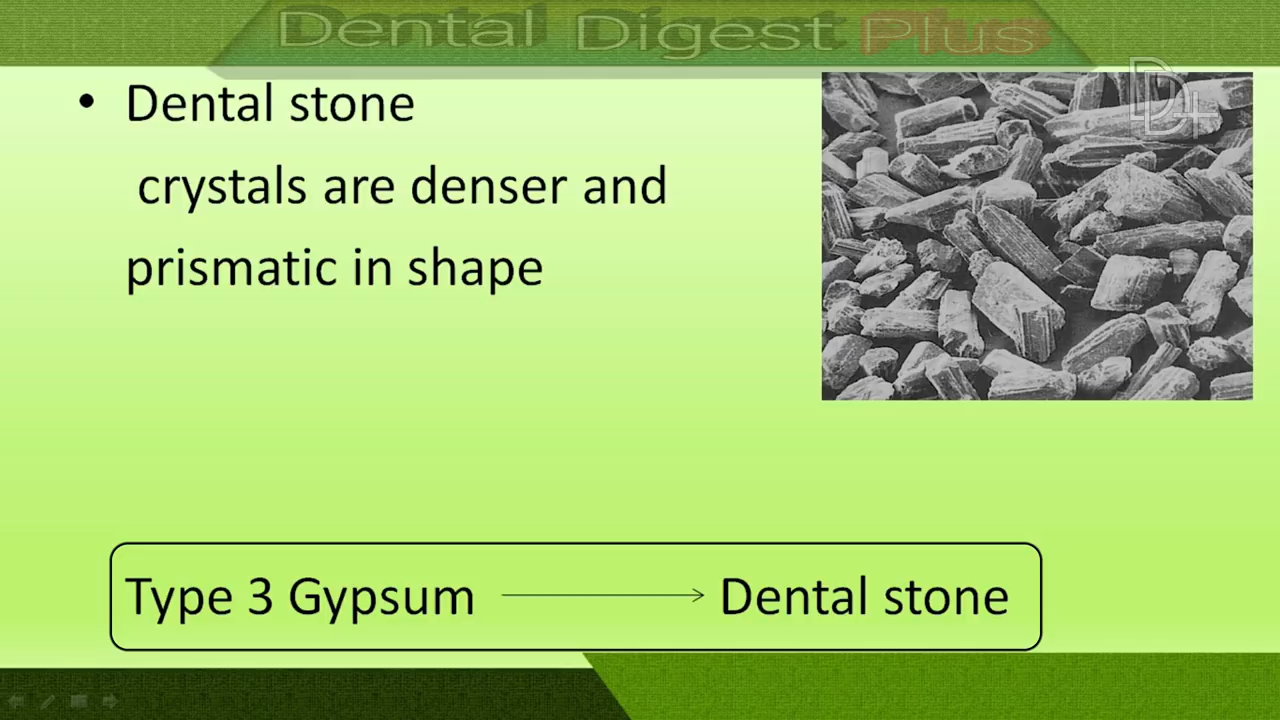 Dental Digest Plus
• Dental stone
crystals are denser and
prismatic in shape
Type 3 Gypsum → Dental stone